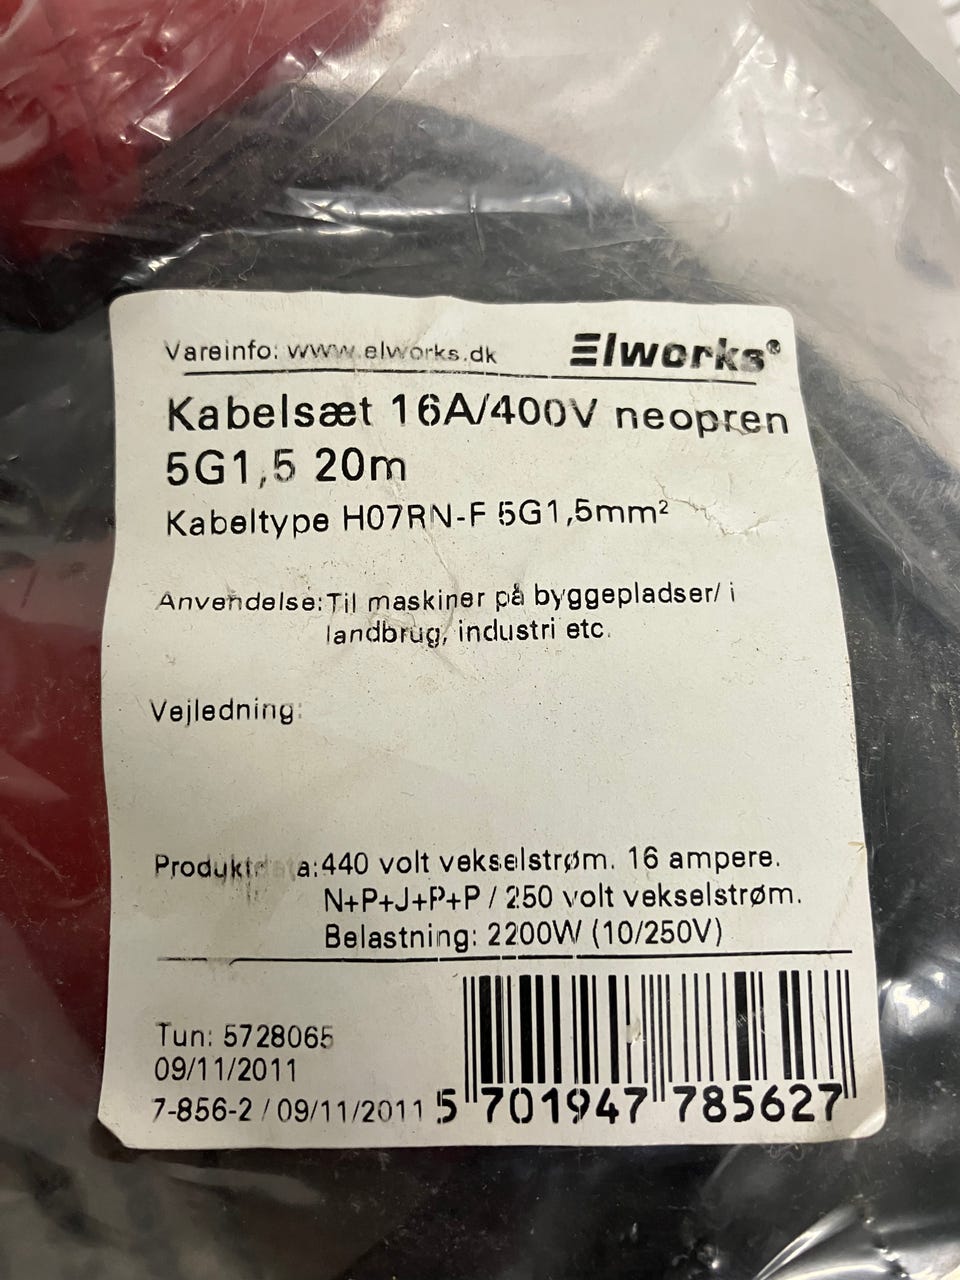 Vareinfo: www.elworks.dk Elworks®
Kabelsæt 16A/400V neopren
5G1,5 20m
Kabeltype H07RN-F 5G1,5mm²
Anvendelse:Til maskiner på byggepladser/ i
landbrug, industri etc.
Vejledning:
Produktdata:440 volt vekselstrøm. 16 ampere.
N+P+J+P+P / 250 volt vekselstrøm.
Belastning: 2200W (10/250V)
Tun: 5728065
09/11/2011
7-856-2 / 09/11/2011 5 701947 785627